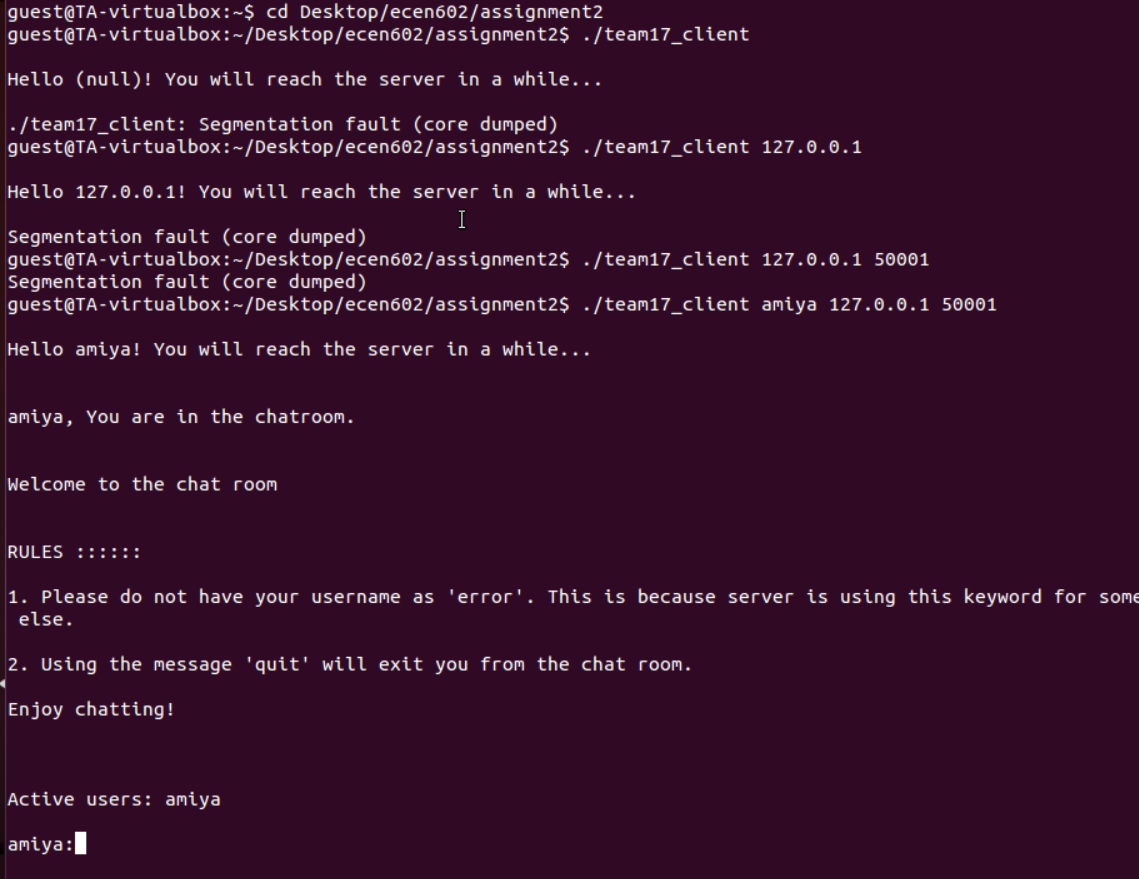 guest@TA-virtualbox:~$ cd Desktop/ecen602/assignment2
guest@TA-virtualbox:~/Desktop/ecen602/assignment2$ ./team17_client
Hello (null)! You will reach the server in a while...
./team17_client: Segmentation fault (core dumped)
guest@TA-virtualbox:~/Desktop/ecen602/assignment2$ ./team17_client 127.0.0.1
Hello 127.0.0.1! You will reach the server in a while...
Segmentation fault (core dumped)
guest@TA-virtualbox:~/Desktop/ecen602/assignment2$ ./team17_client 127.0.0.1 50001
Segmentation fault (core dumped)
guest@TA-virtualbox:~/Desktop/ecen602/assignment2$ ./team17_client amiya 127.0.0.1 50001
Hello amiya! You will reach the server in a while...
amiya, You are in the chatroom.
Welcome to the chat room
RULES ::::::
1. Please do not have your username as 'error'. This is because server is using this keyword for some
else.
2. Using the message 'quit' will exit you from the chat room.
Enjoy chatting!
Active users: amiya
amiya: